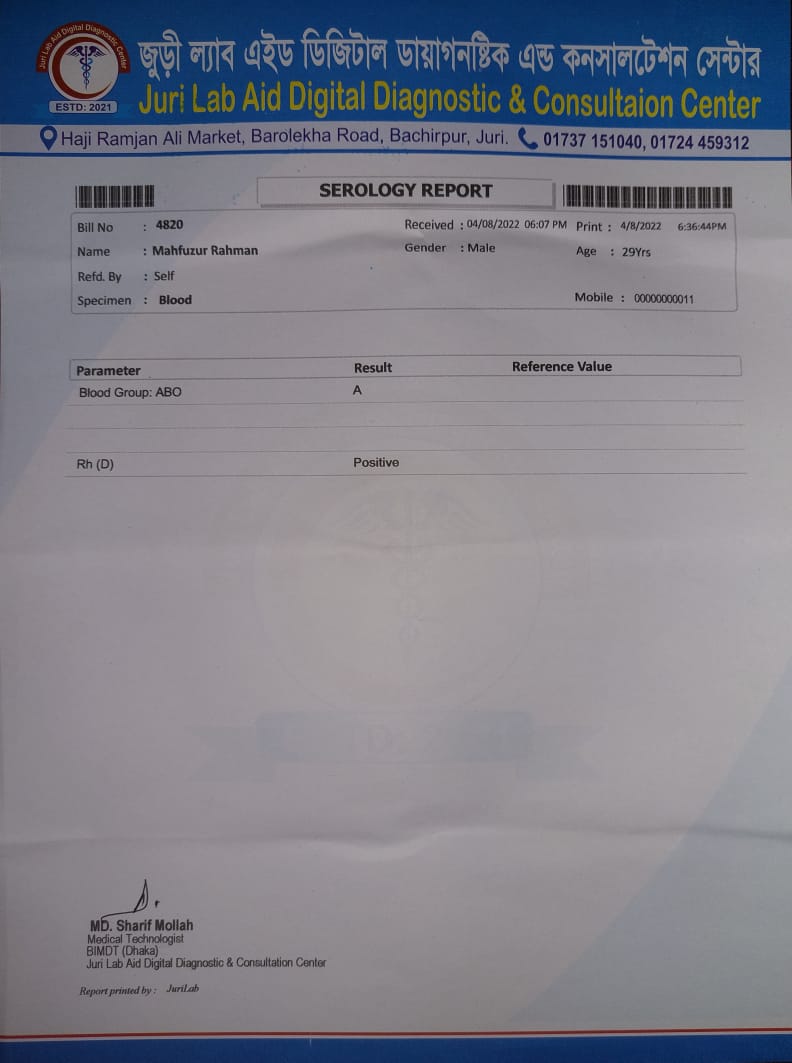 Juri Lab Aid Digital Diagnostic Center
ESTD: 2021
জুড়ী ল্যাব এইড ডিজিটাল ডায়াগনষ্টিক এন্ড কনসালটেশন সেন্টার
Juri Lab Aid Digital Diagnostic & Consultaion Center
Haji Ramjan Ali Market, Barolekha Road, Bachirpur, Juri. 01737 151040, 01724 459312
SEROLOGY REPORT
Bill No : 4820 Received : 04/08/2022 06:07 PM Print : 4/8/2022 6:36:44PM
Name : Mahfuzur Rahman Gender : Male Age : 29Yrs
Refd. By : Self
Specimen : Blood Mobile : 00000000011
Parameter Result Reference Value
Blood Group: ABO A
Rh (D) Positive
MD. Sharif Mollah
Medical Technologist
BIMDT (Dhaka)
Juri Lab Aid Digital Diagnostic & Consultation Center
Report printed by : JuriLab